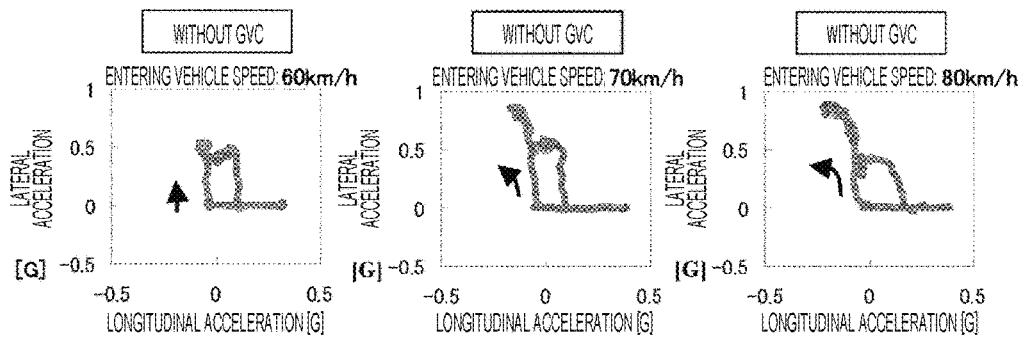 WITHOUT GVC
ENTERING VEHICLE SPEED: 60km/h
1
0.5
0
-0.5
LATERAL
ACCELERATION
[G]
-0.5
0
0.5
LONGITUDINAL ACCELERATION [G]
WITHOUT GVC
ENTERING VEHICLE SPEED: 70km/h
1
0.5
0
-0.5
LATERAL
ACCELERATION
[G]
-0.5
0
0.5
LONGITUDINAL ACCELERATION [G]
WITHOUT GVC
ENTERING VEHICLE SPEED: 80km/h
1
0.5
0
-0.5
LATERAL
ACCELERATION
[G]
-0.5
0
0.5
LONGITUDINAL ACCELERATION [G]